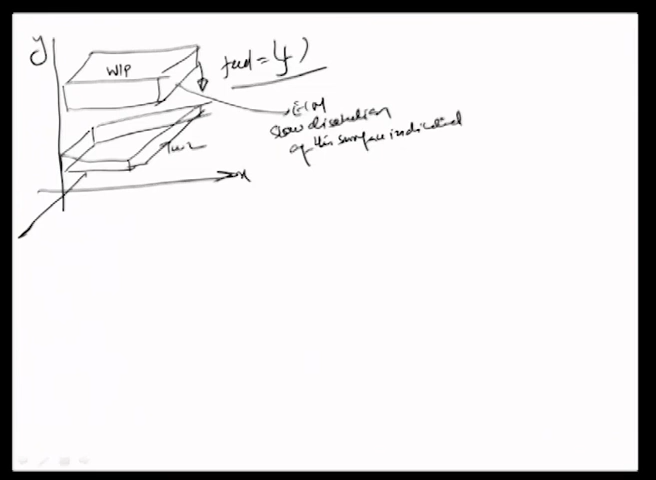 y
WIP
feed = f
ECM
slow dissolution
of this surface indicated
Tool
x